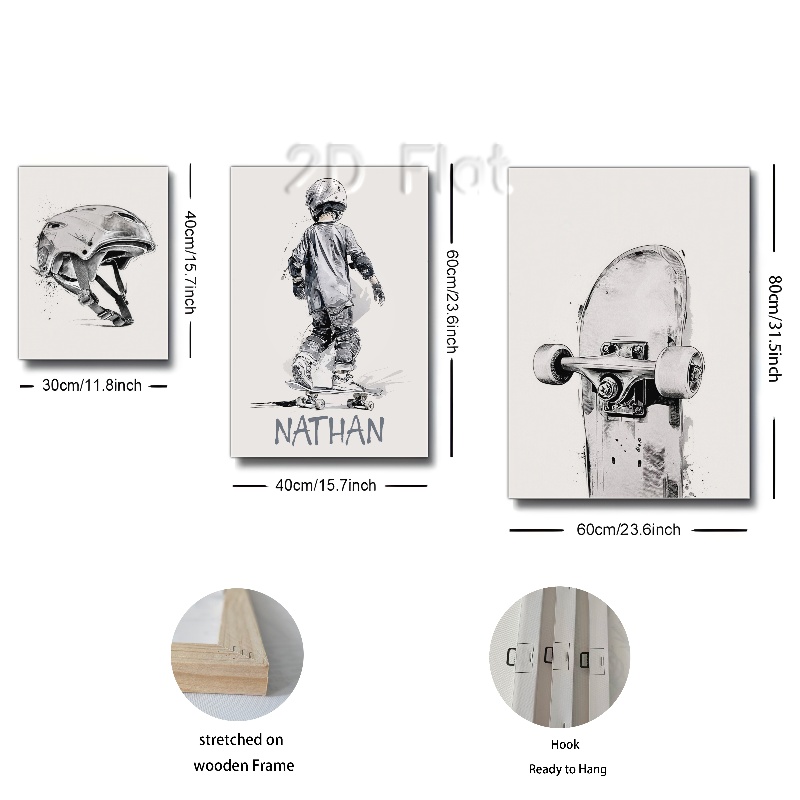 2D Flat
40cm/15.7inch
30cm/11.8inch
NATHAN
60cm/23.6inch
40cm/15.7inch
80cm/31.5inch
60cm/23.6inch
stretched on
wooden Frame
Hook
Ready to Hang